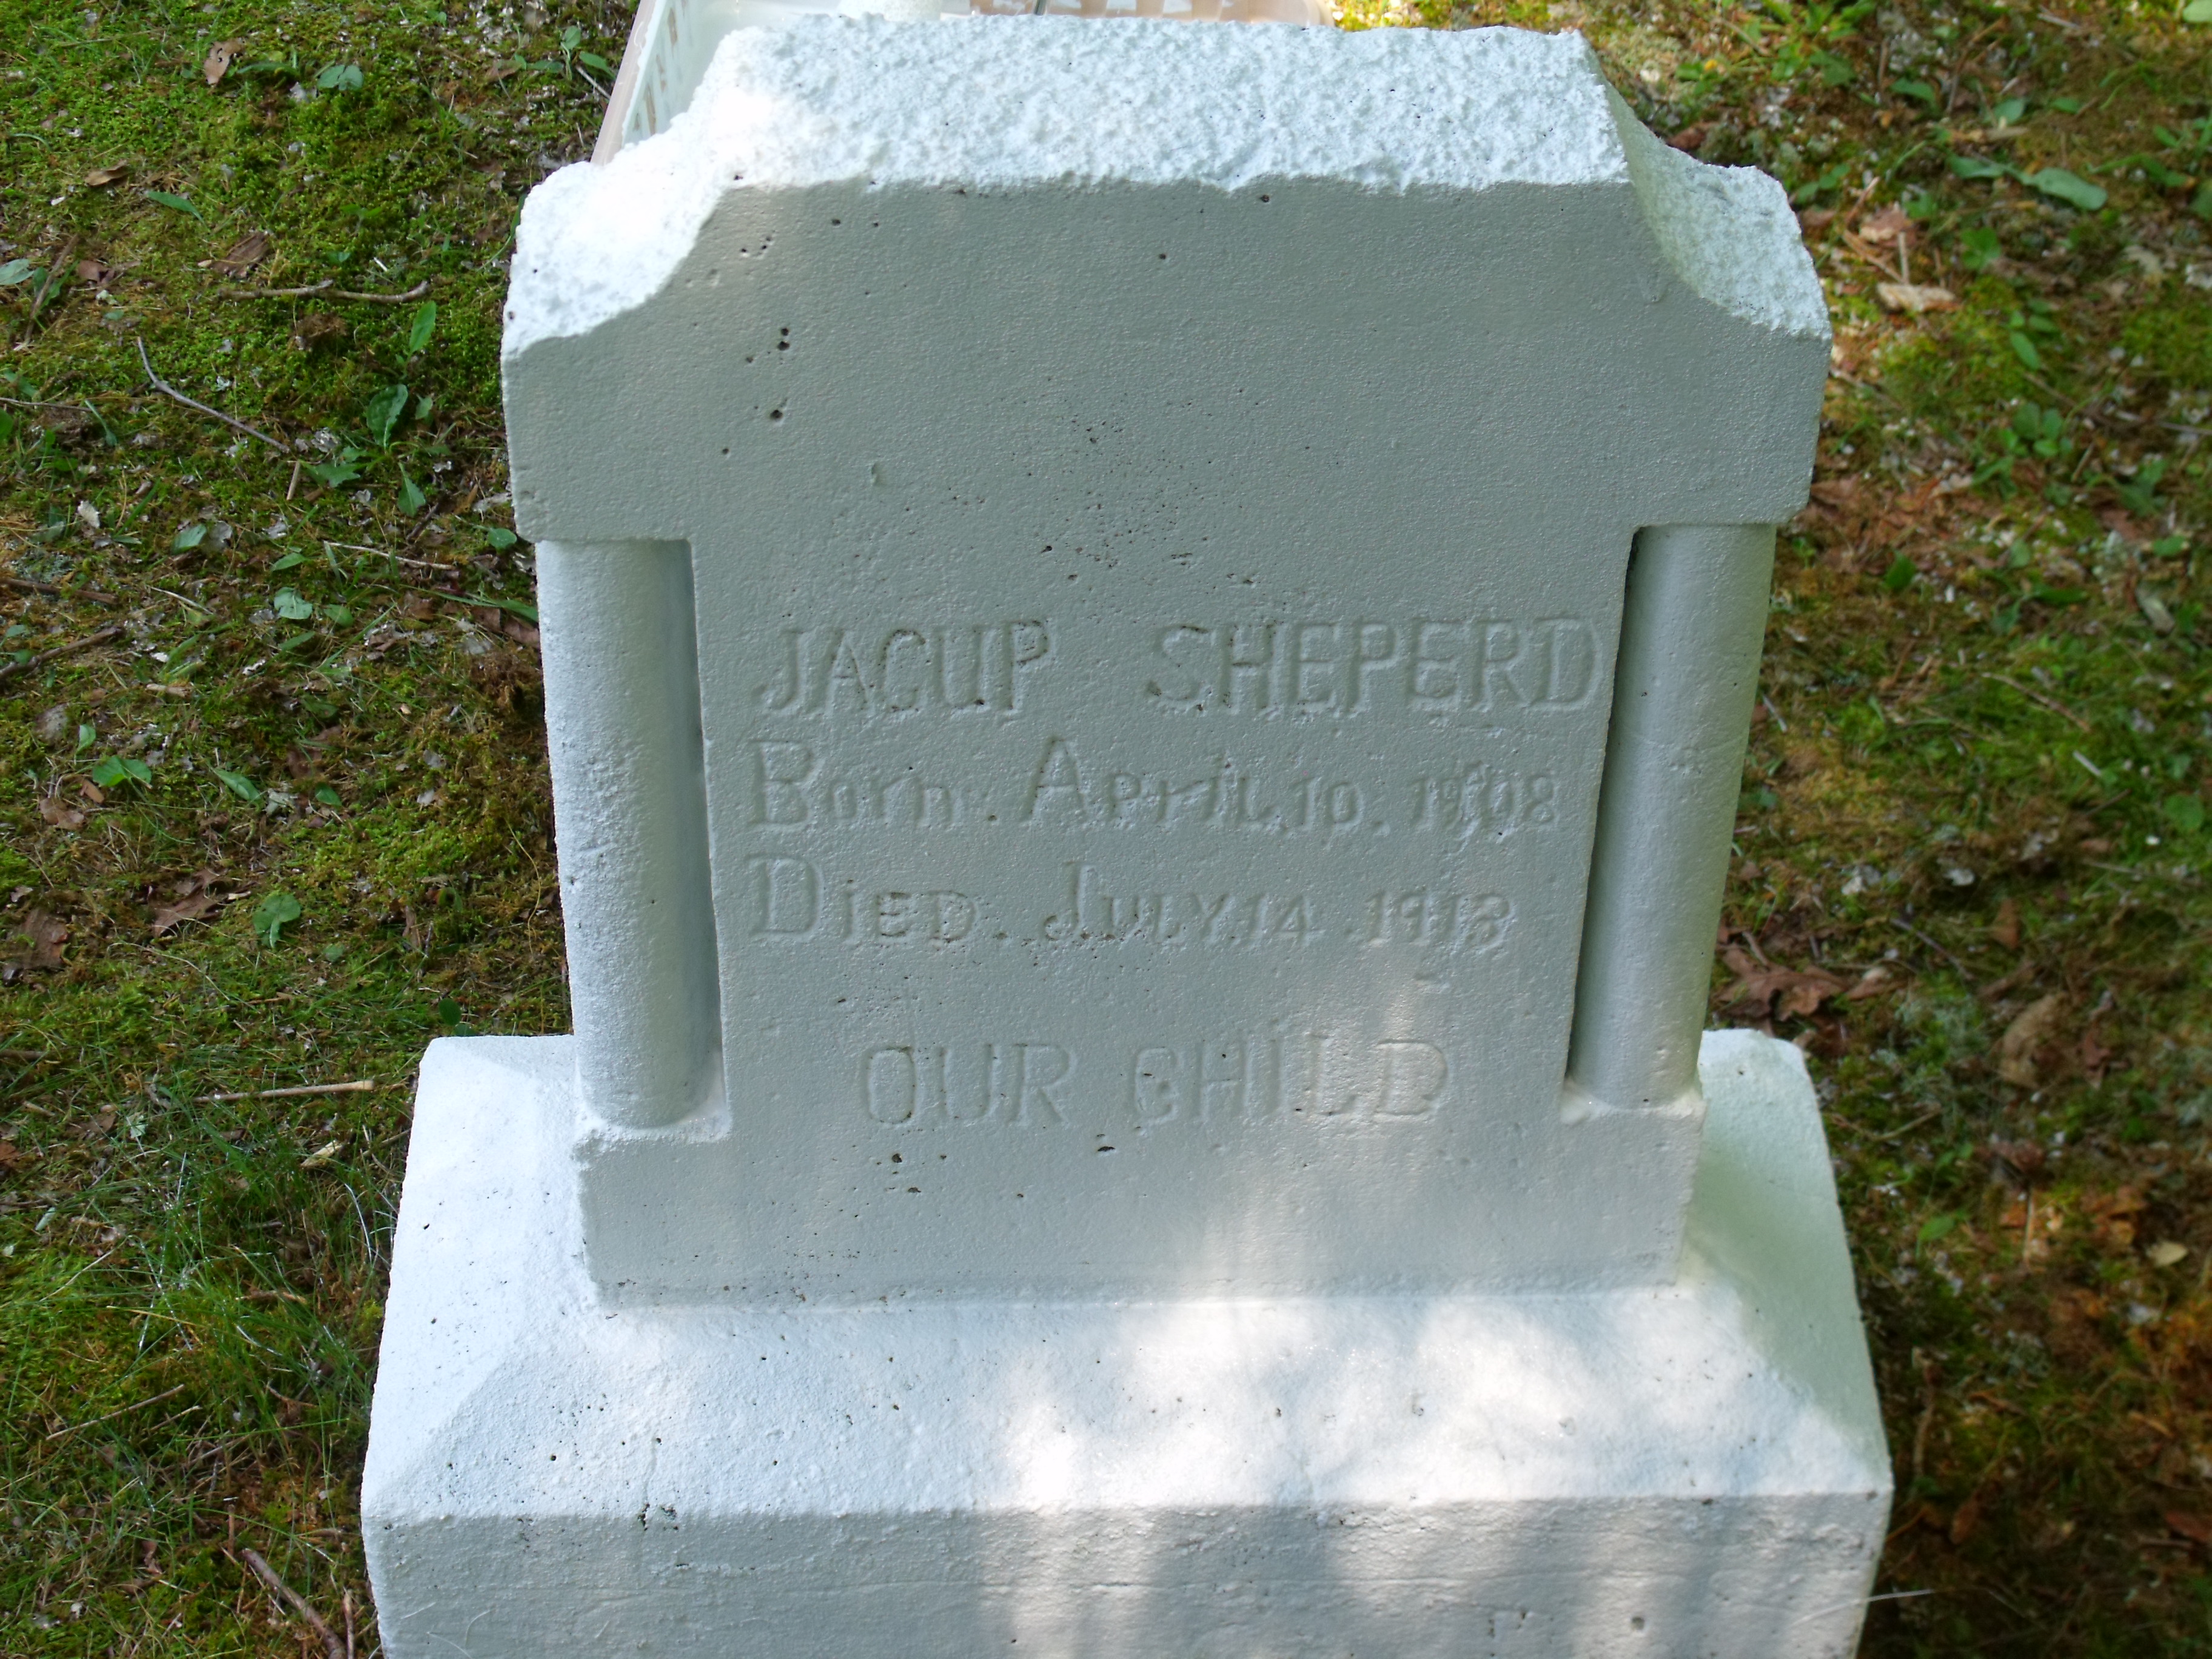 JACUP SHEPERD
Born. APriL.10.1908
DiED. JULY.14.1913
OUR CHILD